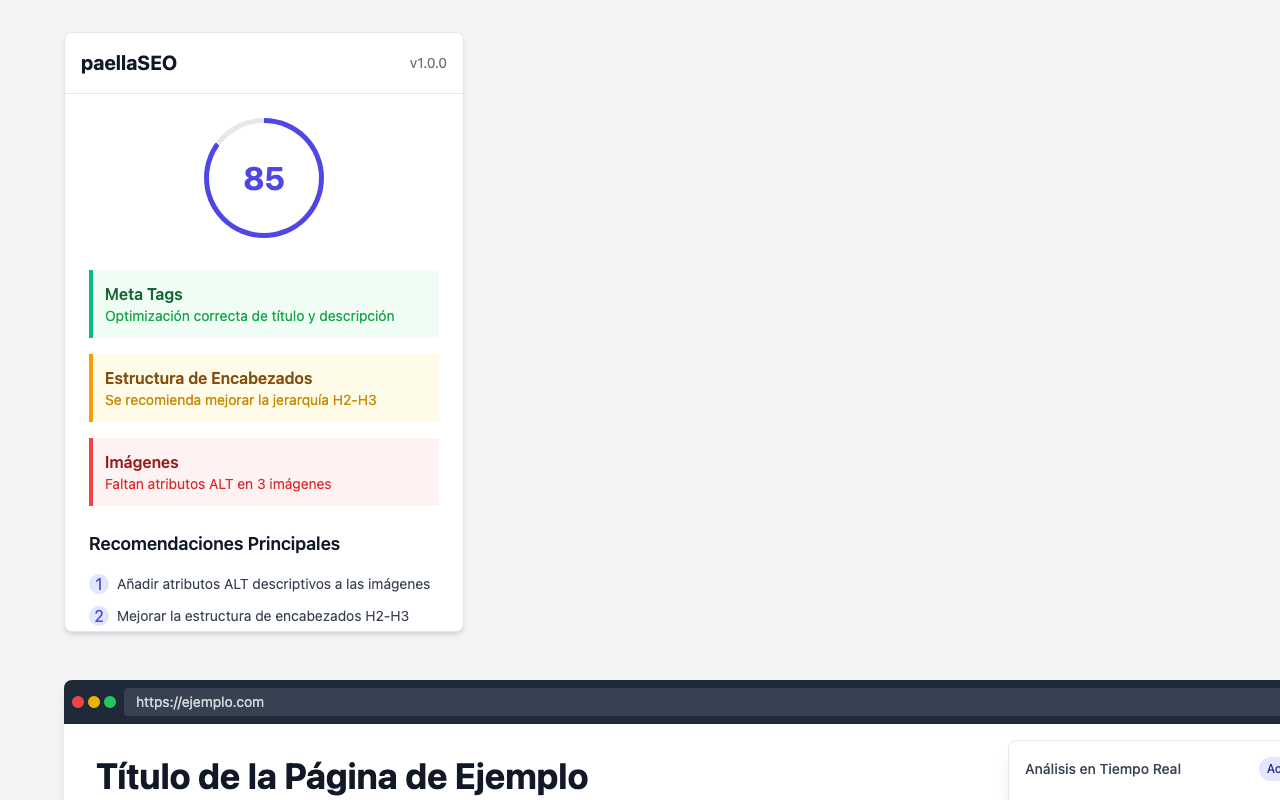 paellaSEO
v1.0.0
85
Meta Tags
Optimización correcta de título y descripción
Estructura de Encabezados
Se recomienda mejorar la jerarquía H2-H3
Imágenes
Faltan atributos ALT en 3 imágenes
Recomendaciones Principales
1 Añadir atributos ALT descriptivos a las imágenes
2 Mejorar la estructura de encabezados H2-H3
https://ejemplo.com
Título de la Página de Ejemplo
Análisis en Tiempo Real